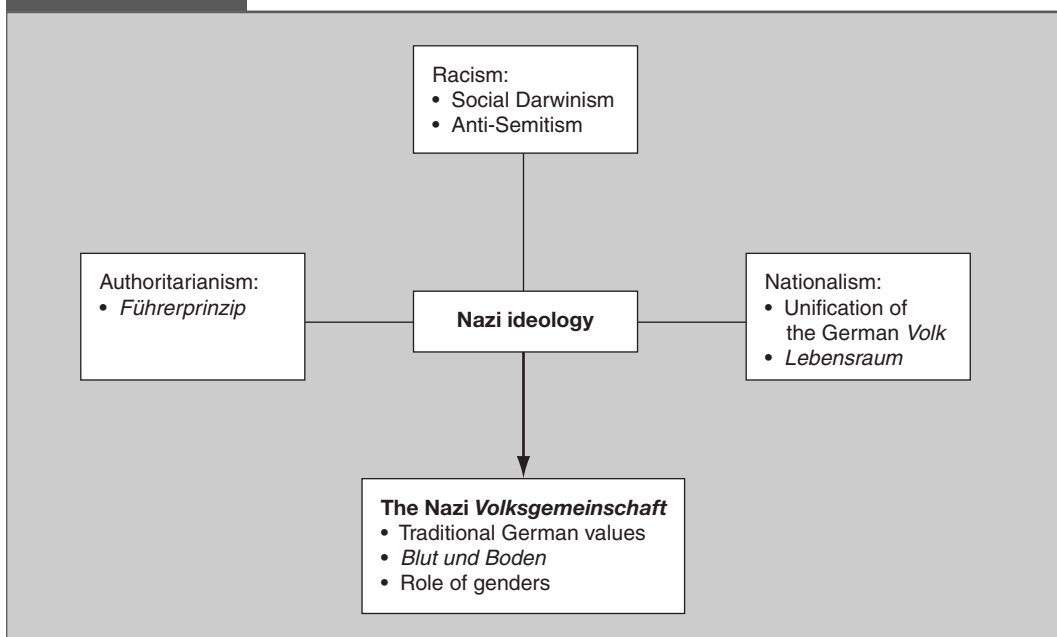 Racism:
• Social Darwinism
• Anti-Semitism
Authoritarianism:
• Führerprinzip
Nazi ideology
Nationalism:
• Unification of
the German Volk
• Lebensraum
The Nazi Volksgemeinschaft
• Traditional German values
• Blut und Boden
• Role of genders